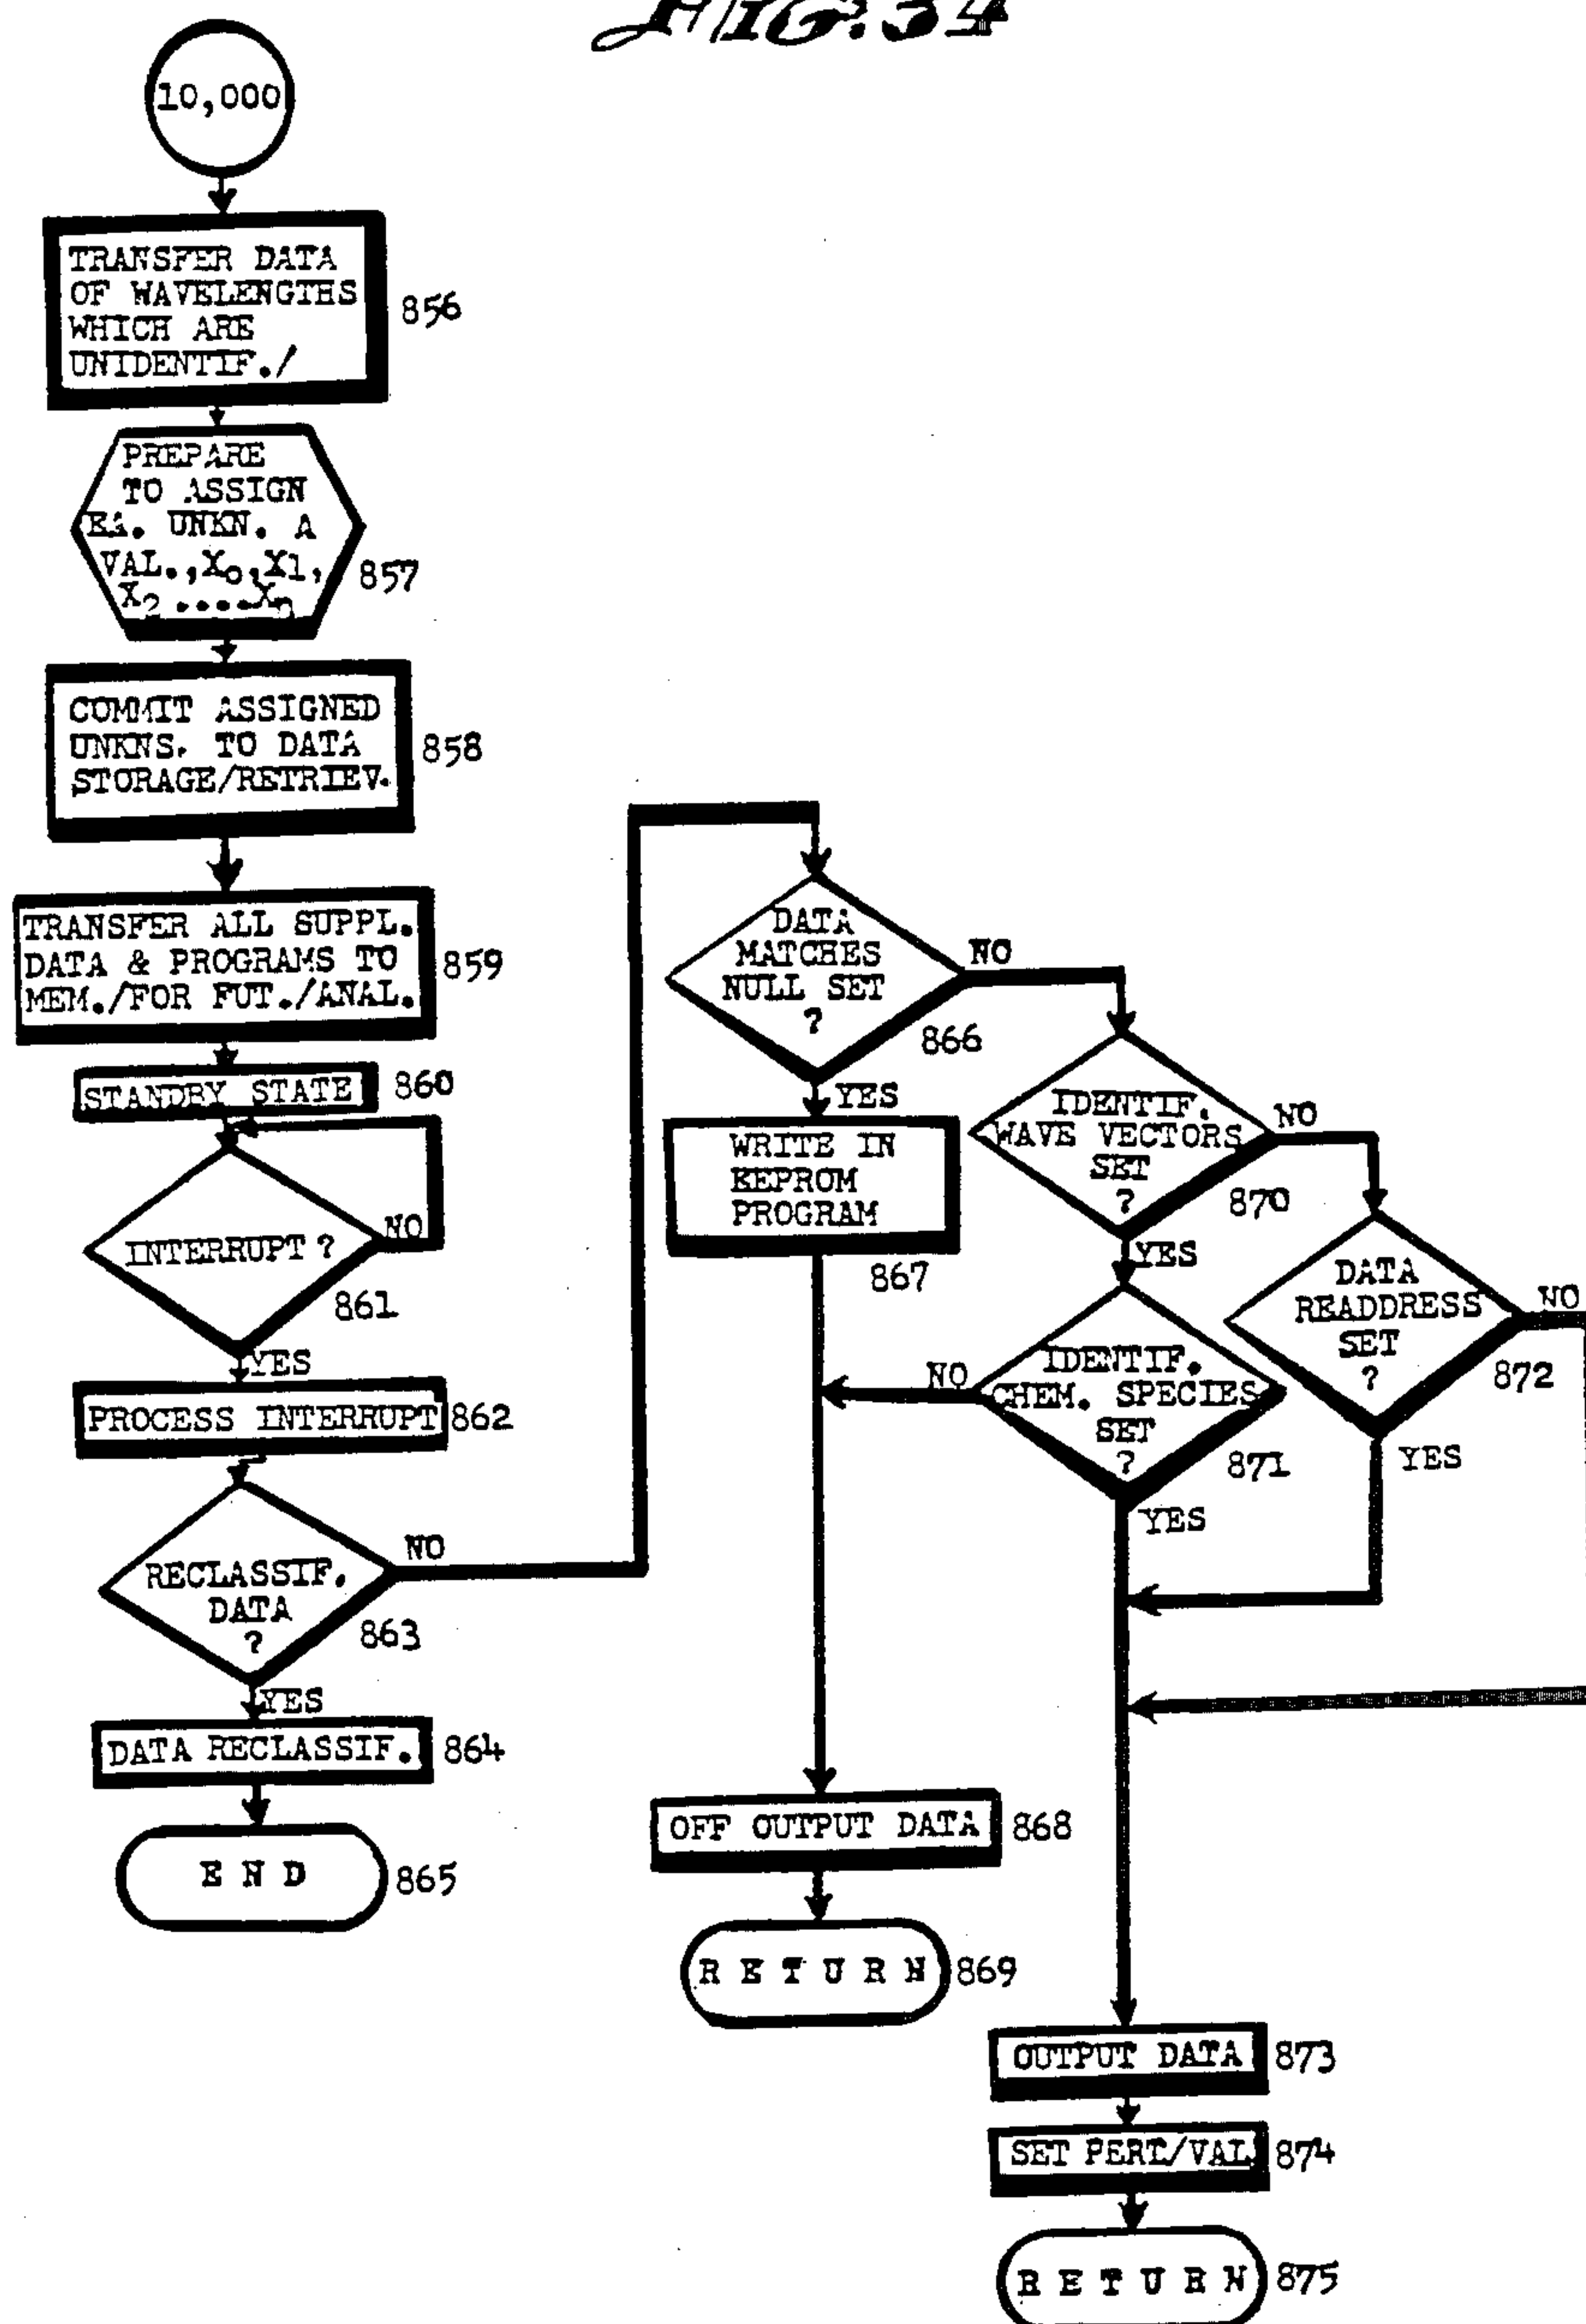 FIG. 34
10,000
TRANSFER DATA
OF WAVELENGTHS
WHICH ARE
UNIDENTIF./
856
PREPARE
TO ASSIGN
EA. UNKN. A
VAL.,X₀,X1,
X₂....Xₙ
857
COMMIT ASSIGNED
UNKNS. TO DATA
STORAGE/RETRIEV.
858
TRANSFER ALL SUPPL.
DATA & PROGRAMS TO
MEM./FOR FUT./ANAL.
859
STANDBY STATE
860
INTERRUPT?
NO
861
YES
PROCESS INTERRUPT
862
RECLASSIF.
DATA
?
NO
863
YES
DATA RECLASSIF.
864
END
865
DATA
MATCHES
NULL SET
?
NO
866
YES
WRITE IN
EEPROM
PROGRAM
867
OFF OUTPUT DATA
868
RETURN
869
IDENTIF.
WAVE VECTORS
SET
?
NO
870
YES
IDENTIF.
CHEM. SPECIES
SET
?
NO
871
YES
DATA
READDRESS
SET
?
NO
872
YES
OUTPUT DATA
873
SET PERT/VAL
874
RETURN
875